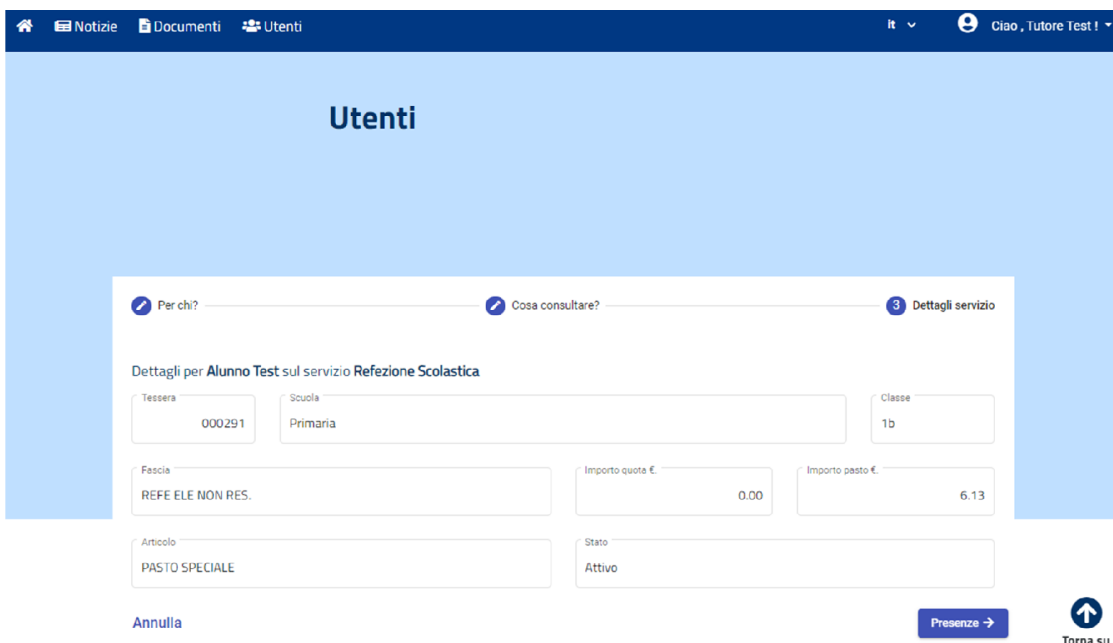 Notizie Documenti Utenti it Ciao , Tutore Test !
Utenti
Per chi? Cosa consultare? 3 Dettagli servizio
Dettagli per Alunno Test sul servizio Refezione Scolastica
Tessera Scuola Classe
000291 Primaria 1b
Fascia Importo quota €. Importo pasto €.
REFE ELE NON RES. 0.00 6.13
Articolo Stato
PASTO SPECIALE Attivo
Annulla Presenze →
Torna su